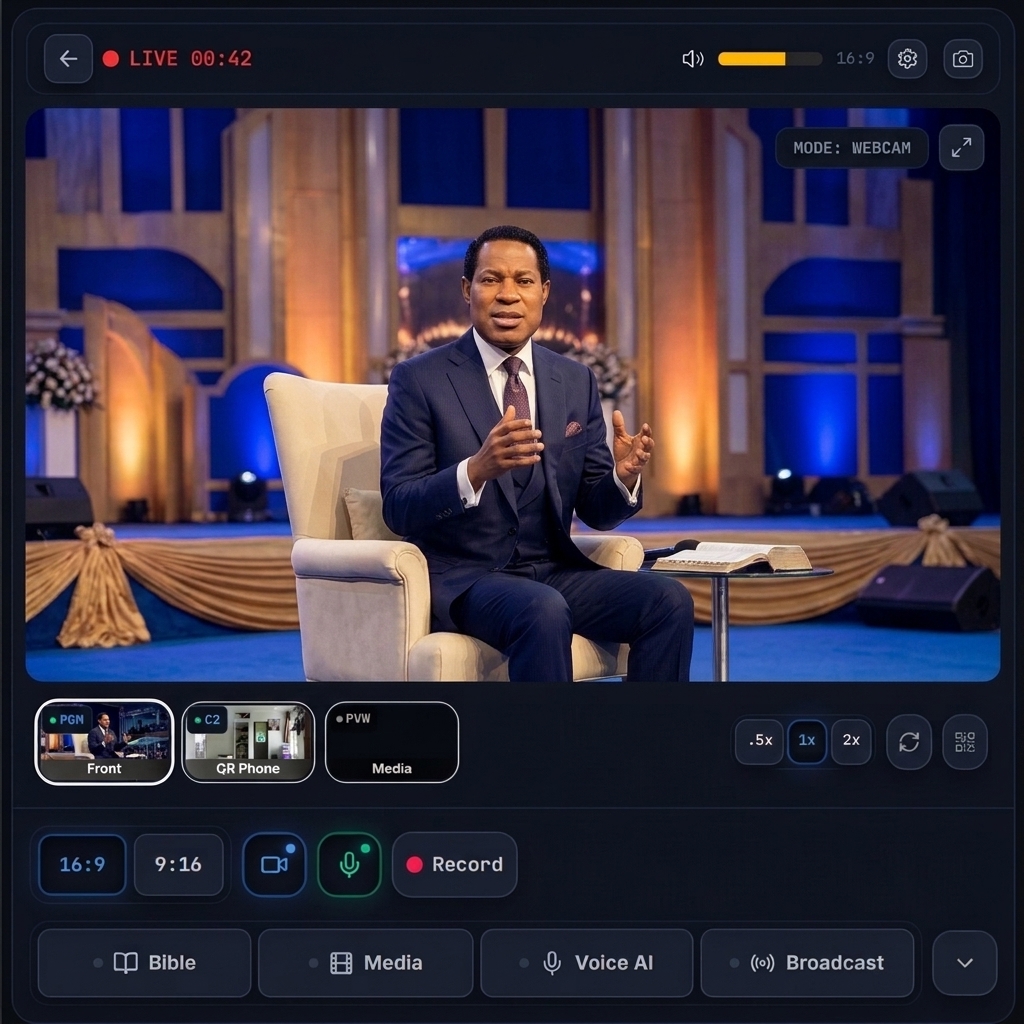 LIVE 00:42
16:9
MODE: WEBCAM
PGN
Front
C2
QR Phone
PVW
Media
.5x
1x
2x
16:9
9:16
Record
Bible
Media
Voice AI
Broadcast